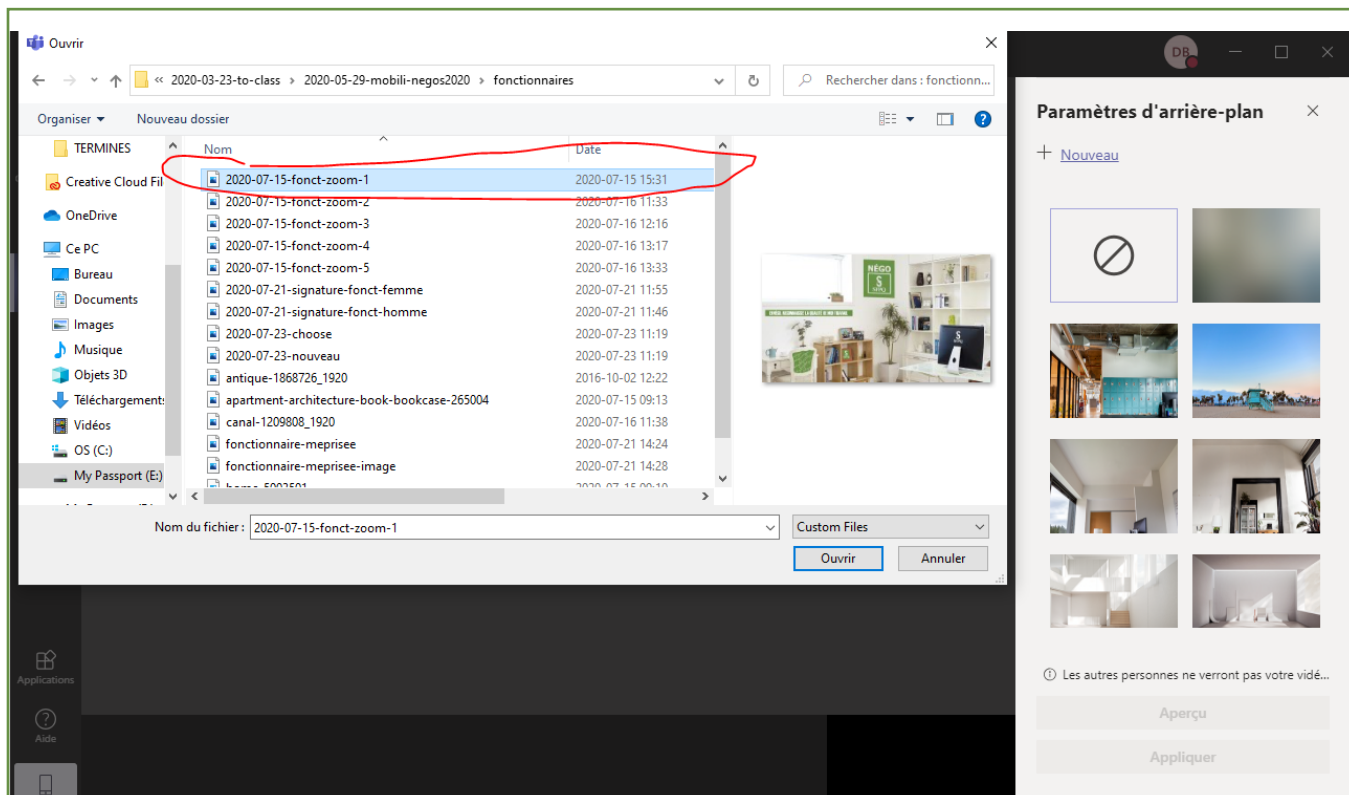 Ouvrir
« 2020-03-23-to-class > 2020-05-29-mobili-negos2020 > fonctionnaires
Rechercher dans : fonctionn...
Organiser
Nouveau dossier
TERMINES
Creative Cloud Fil
OneDrive
Ce PC
Bureau
Documents
Images
Musique
Objets 3D
Téléchargement
Vidéos
OS (C:)
My Passport (E:)
Nom Date
2020-07-15-fonct-zoom-1 2020-07-15 15:31
2020-07-15-fonct-zoom-2 2020-07-16 11:33
2020-07-15-fonct-zoom-3 2020-07-16 12:16
2020-07-15-fonct-zoom-4 2020-07-16 13:17
2020-07-15-fonct-zoom-5 2020-07-16 13:33
2020-07-21-signature-fonct-femme 2020-07-21 11:55
2020-07-21-signature-fonct-homme 2020-07-21 11:46
2020-07-23-choose 2020-07-23 11:19
2020-07-23-nouveau 2020-07-23 11:19
antique-1868726_1920 2016-10-02 12:22
apartment-architecture-book-bookcase-265004 2020-07-15 09:13
canal-1209808_1920 2020-07-16 11:38
fonctionnaire-meprisee 2020-07-21 14:24
fonctionnaire-meprisee-image 2020-07-21 14:28
NÉGO
S
SFPQ
Nom du fichier : 2020-07-15-fonct-zoom-1
Custom Files
Ouvrir
Annuler
Applications
Aide
DB
Paramètres d'arrière-plan
+ Nouveau
Les autres personnes ne verront pas votre vidé...
Aperçu
Appliquer